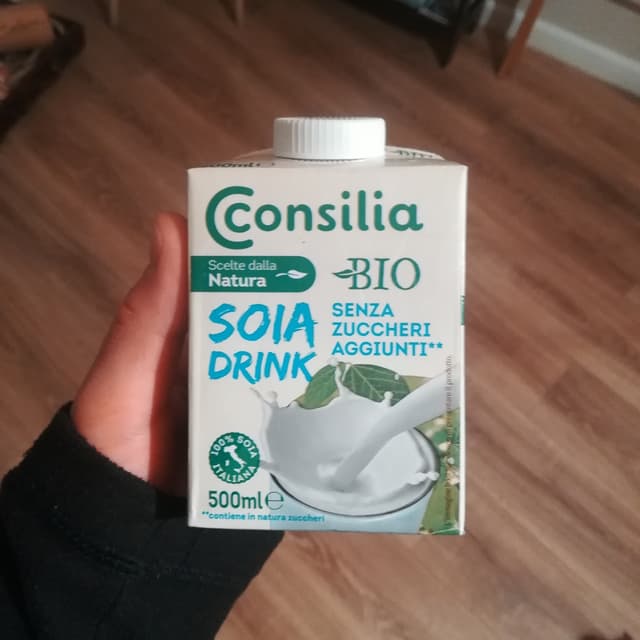 Consilia
Scelte dalla
Natura
BIO
SOIA
DRINK
SENZA
ZUCCHERI
AGGIUNTI**
100% SOIA
ITALIANA
500ml℮
**contiene in natura zuccheri